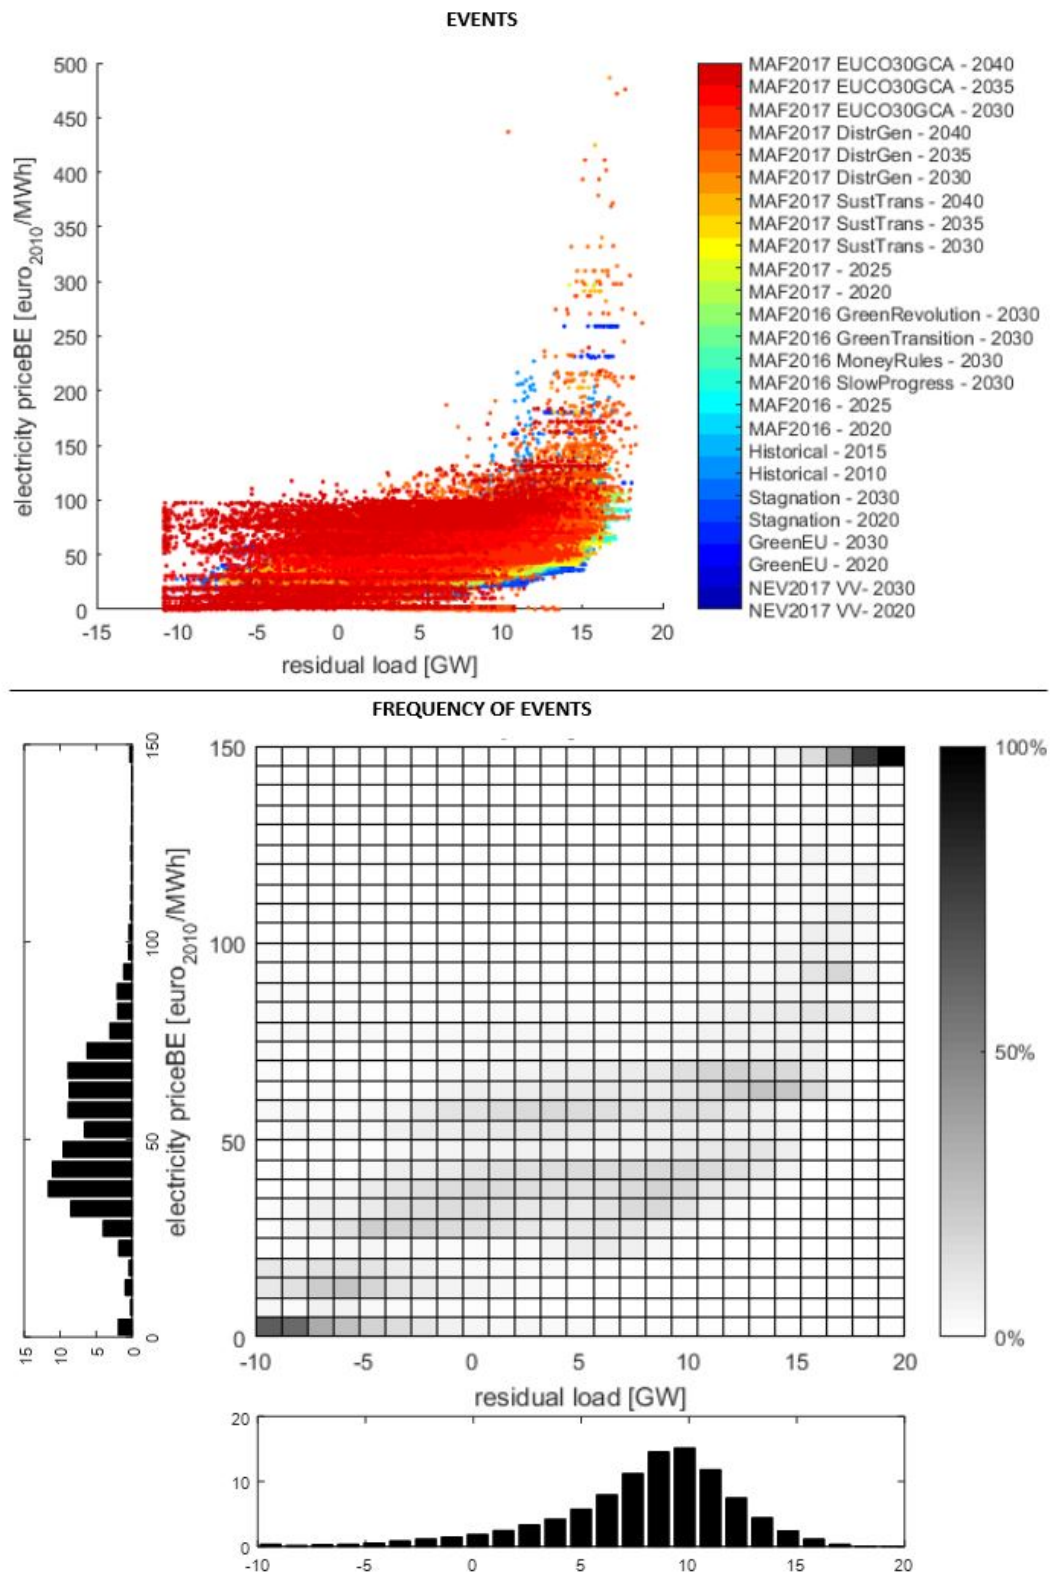 EVENTS
500
450
400
350
300
250
200
150
100
50
0
electricity priceBE [euro2010/MWh]
-15 -10 -5 0 5 10 15 20
residual load [GW]
MAF2017 EUCO30GCA - 2040
MAF2017 EUCO30GCA - 2035
MAF2017 EUCO30GCA - 2030
MAF2017 DistrGen - 2040
MAF2017 DistrGen - 2035
MAF2017 DistrGen - 2030
MAF2017 SustTrans - 2040
MAF2017 SustTrans - 2035
MAF2017 SustTrans - 2030
MAF2017 - 2025
MAF2017 - 2020
MAF2016 GreenRevolution - 2030
MAF2016 GreenTransition - 2030
MAF2016 MoneyRules - 2030
MAF2016 SlowProgress - 2030
MAF2016 - 2025
MAF2016 - 2020
Historical - 2015
Historical - 2010
Stagnation - 2030
Stagnation - 2020
GreenEU - 2030
GreenEU - 2020
NEV2017 VV- 2030
NEV2017 VV- 2020
FREQUENCY OF EVENTS
150
100
50
0
15 10 5 0
electricity priceBE [euro2010/MWh]
150
100
50
0
-10 -5 0 5 10 15 20
residual load [GW]
100%
50%
0%
20
10
0
-10 -5 0 5 10 15 20